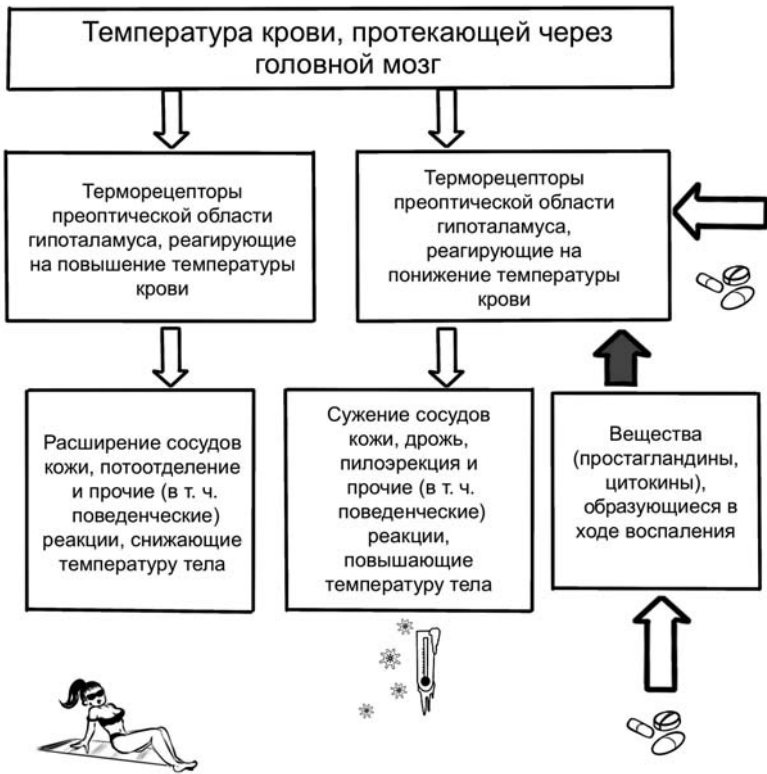 Температура крови, протекающей через
головной мозг
Терморецепторы
преоптической области
гипоталамуса, реагирующие
на повышение температуры
крови
Терморецепторы
преоптической области
гипоталамуса,
реагирующие на
понижение температуры
крови
Расширение сосудов
кожи, потоотделение
и прочие (в т. ч.
поведенческие)
реакции, снижающие
температуру тела
Сужение сосудов
кожи, дрожь,
пилоэрекция и
прочие (в т. ч.
поведенческие)
реакции,
повышающие
температуру тела
Вещества
(простагландины,
цитокины),
образующиеся в
ходе воспаления